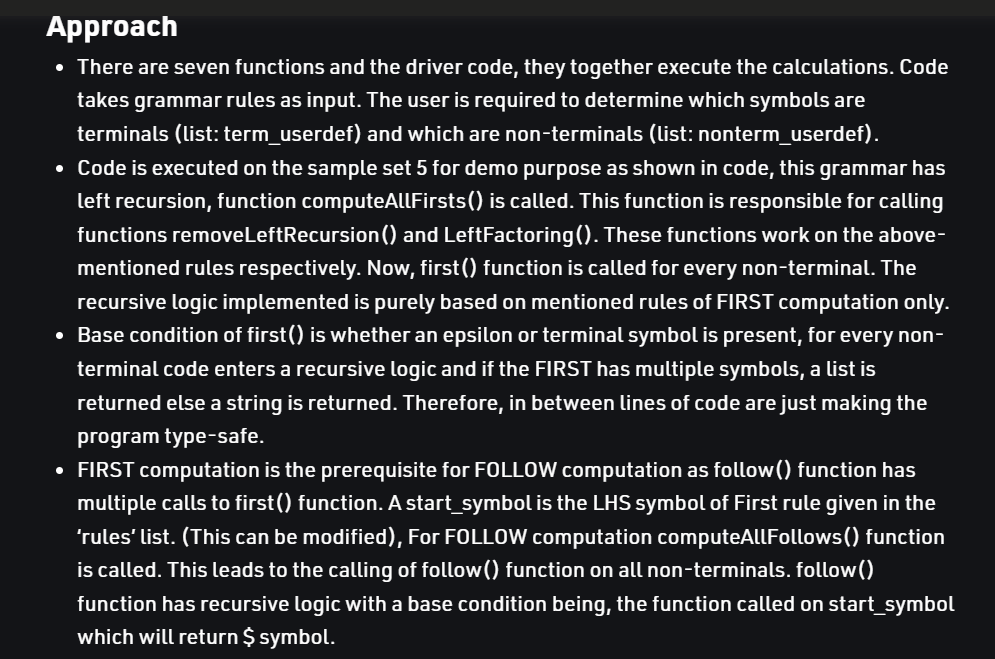 Approach
• There are seven functions and the driver code, they together execute the calculations. Code
takes grammar rules as input. The user is required to determine which symbols are
terminals (list: term_userdef) and which are non-terminals (list: nonterm_userdef).
• Code is executed on the sample set 5 for demo purpose as shown in code, this grammar has
left recursion, function computeAllFirsts() is called. This function is responsible for calling
functions removeLeftRecursion() and LeftFactoring(). These functions work on the above-
mentioned rules respectively. Now, first() function is called for every non-terminal. The
recursive logic implemented is purely based on mentioned rules of FIRST computation only.
• Base condition of first() is whether an epsilon or terminal symbol is present, for every non-
terminal code enters a recursive logic and if the FIRST has multiple symbols, a list is
returned else a string is returned. Therefore, in between lines of code are just making the
program type-safe.
• FIRST computation is the prerequisite for FOLLOW computation as follow() function has
multiple calls to first() function. A start_symbol is the LHS symbol of First rule given in the
‘rules’ list. (This can be modified), For FOLLOW computation computeAllFollows() function
is called. This leads to the calling of follow() function on all non-terminals. follow()
function has recursive logic with a base condition being, the function called on start_symbol
which will return $ symbol.